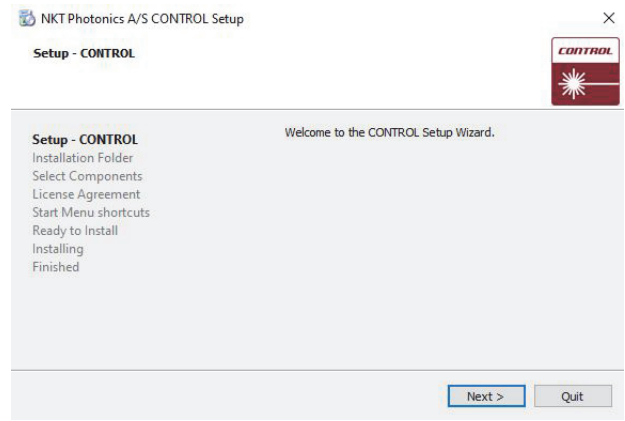 NKT Photonics A/S CONTROL Setup
Setup - CONTROL
CONTROL
Setup - CONTROL
Installation Folder
Select Components
License Agreement
Start Menu shortcuts
Ready to Install
Installing
Finished
Welcome to the CONTROL Setup Wizard.
Next >
Quit